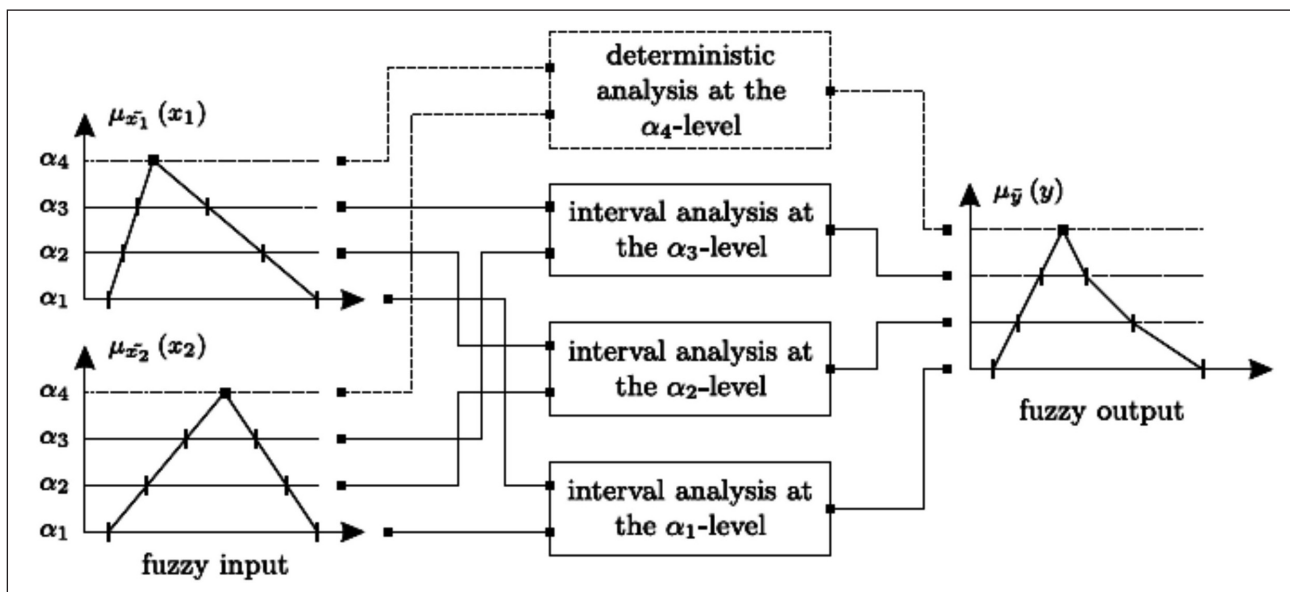 μx̃₁ (x₁)
α₄
α₃
α₂
α₁
μx̃₂ (x₂)
α₄
α₃
α₂
α₁
fuzzy input
deterministic
analysis at the
α₄-level
interval analysis at
the α₃-level
interval analysis at
the α₂-level
interval analysis at
the α₁-level
μỹ (y)
fuzzy output